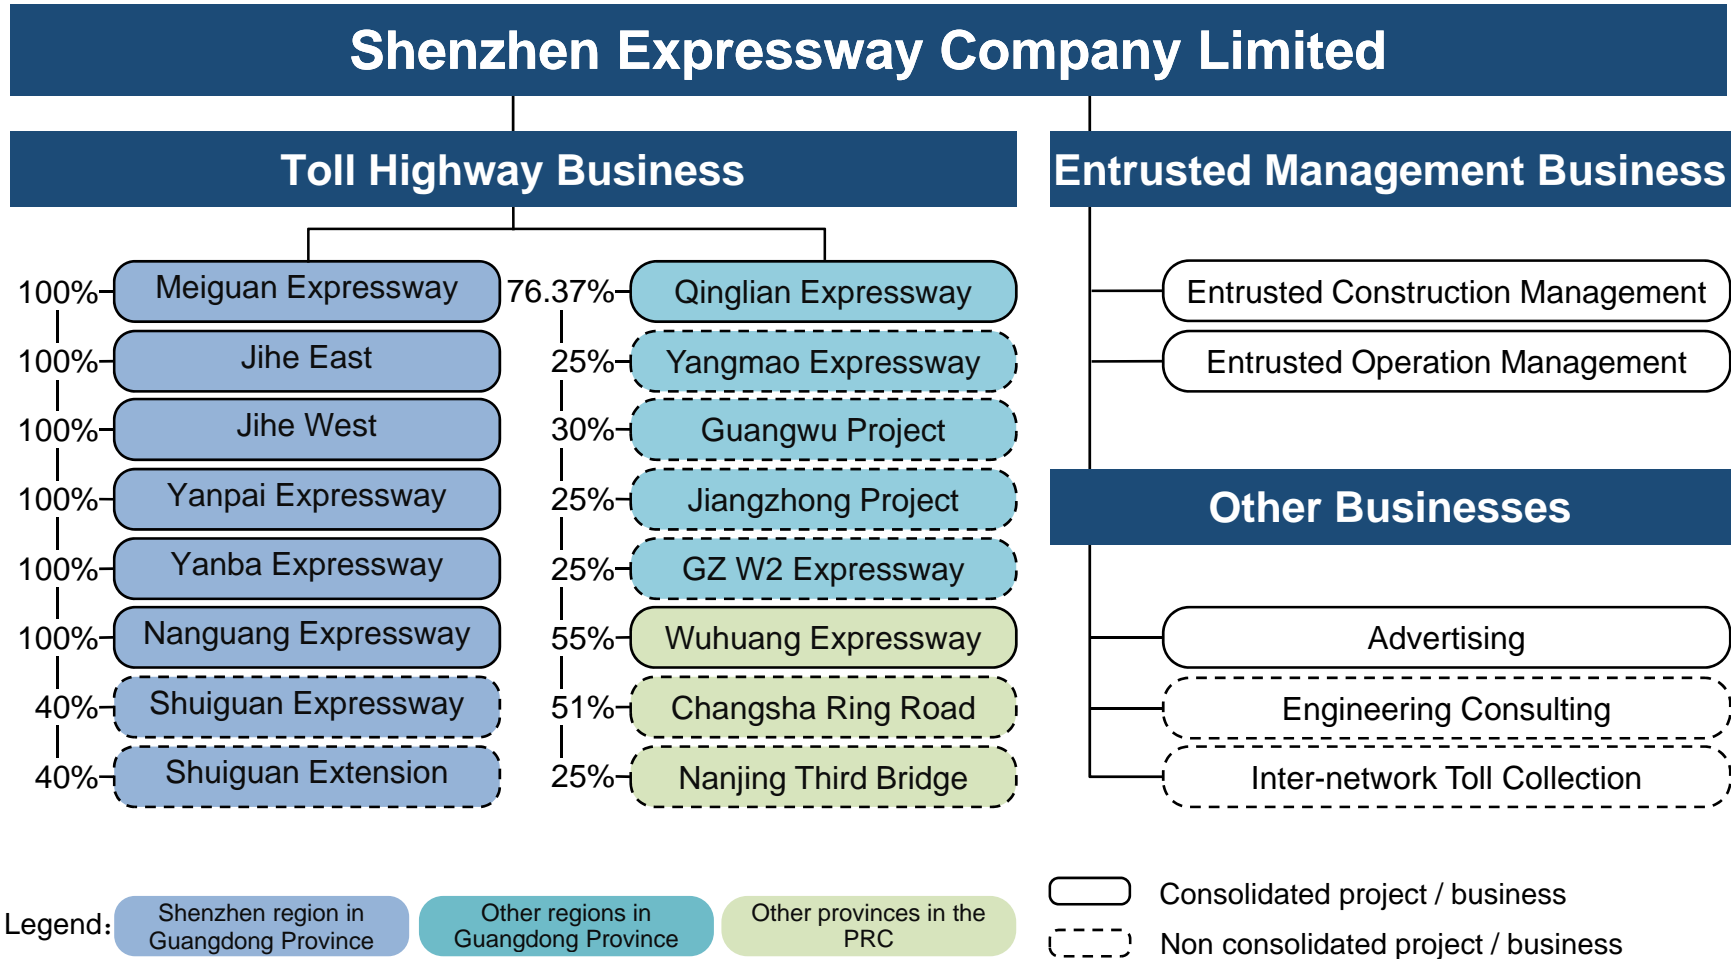 Shenzhen Expressway Company Limited
Toll Highway Business
Entrusted Management Business
100% Meiguan Expressway
100% Jihe East
100% Jihe West
100% Yanpai Expressway
100% Yanba Expressway
100% Nanguang Expressway
40% Shuiguan Expressway
40% Shuiguan Extension
76.37% Qinglian Expressway
25% Yangmao Expressway
30% Guangwu Project
25% Jiangzhong Project
25% GZ W2 Expressway
55% Wuhuang Expressway
51% Changsha Ring Road
25% Nanjing Third Bridge
Entrusted Construction Management
Entrusted Operation Management
Other Businesses
Advertising
Engineering Consulting
Inter-network Toll Collection
Legend:
Shenzhen region in
Guangdong Province
Other regions in
Guangdong Province
Other provinces in the
PRC
Consolidated project / business
Non consolidated project / business